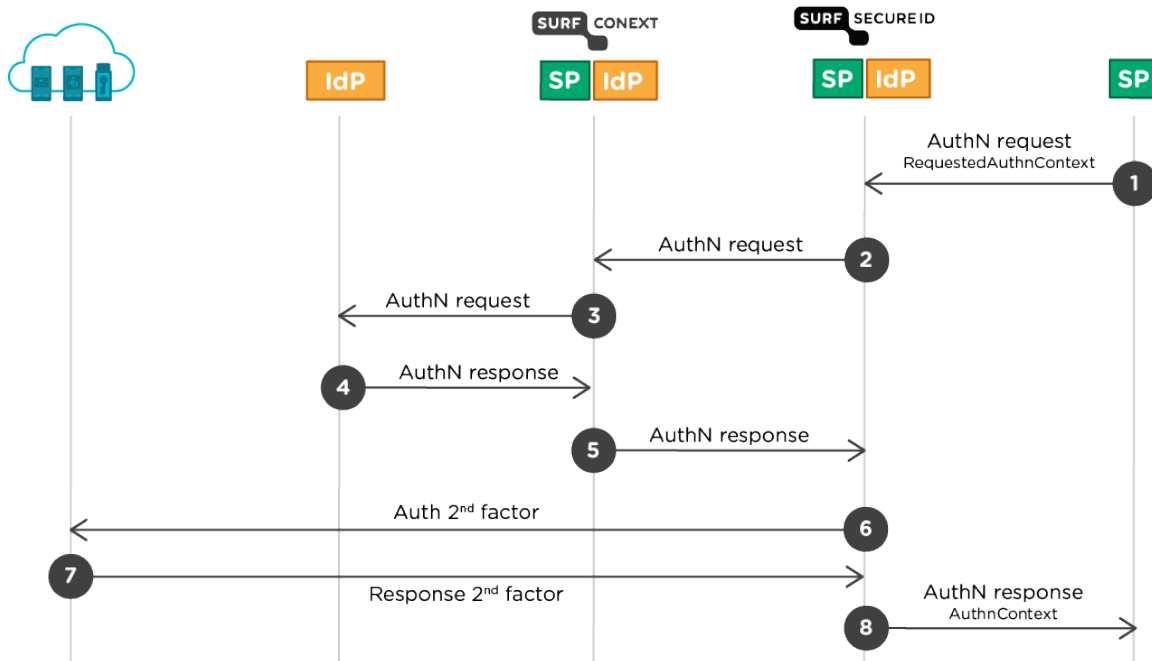 SURF CONEXT
SURF SECURE ID
IdP
SP IdP
SP IdP
SP
AuthN request
RequestedAuthnContext
1
AuthN request
2
AuthN request
3
4
AuthN response
5
AuthN response
Auth 2nd factor
6
7
Response 2nd factor
AuthN response
AuthnContext
8